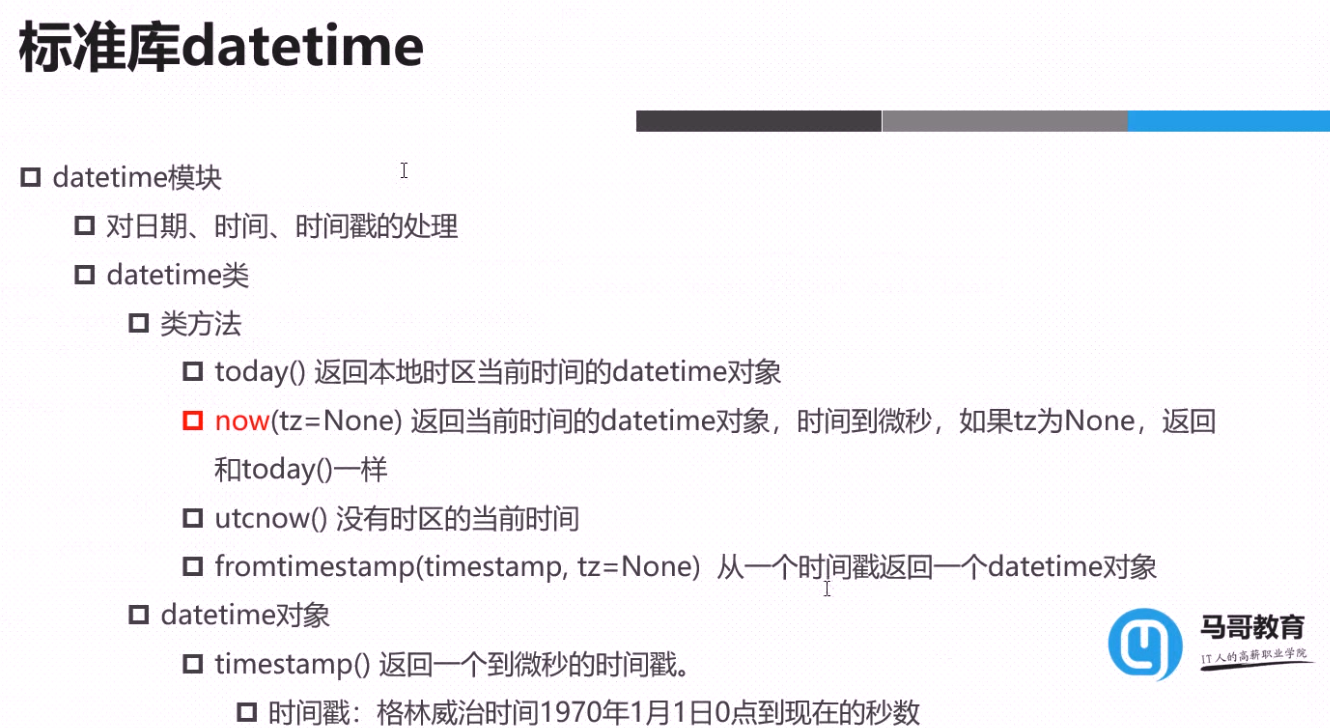 标准库datetime
datetime模块
对日期、时间、时间戳的处理
datetime类
类方法
today() 返回本地时区当前时间的datetime对象
now(tz=None) 返回当前时间的datetime对象，时间到微秒，如果tz为None，返回
和today()一样
utcnow() 没有时区的当前时间
fromtimestamp(timestamp, tz=None) 从一个时间戳返回一个datetime对象
datetime对象
timestamp() 返回一个到微秒的时间戳。
时间戳：格林威治时间1970年1月1日0点到现在的秒数
马哥教育
IT人的高薪职业学院